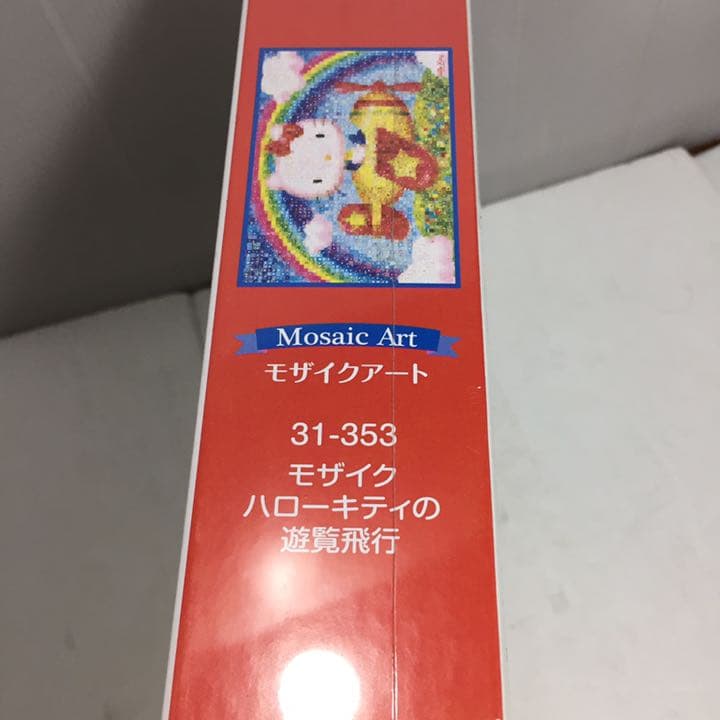 Mosaic Art
モザイクアート
31-353
モザイク
ハローキティの
遊覧飛行